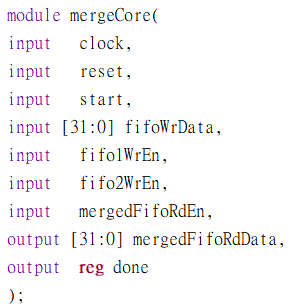 module mergeCore(
input   clock,
input   reset,
input   start,
input [31:0] fifoWrData,
input   fifo1WrEn,
input   fifo2WrEn,
input   mergedFifoRdEn,
output [31:0] mergedFifoRdData,
output  reg done
);